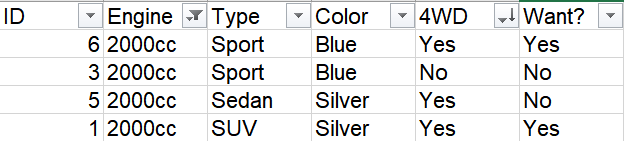 ID Engine Type Color 4WD Want?
6 2000cc Sport Blue Yes Yes
3 2000cc Sport Blue No No
5 2000cc Sedan Silver Yes No
1 2000cc SUV Silver Yes Yes